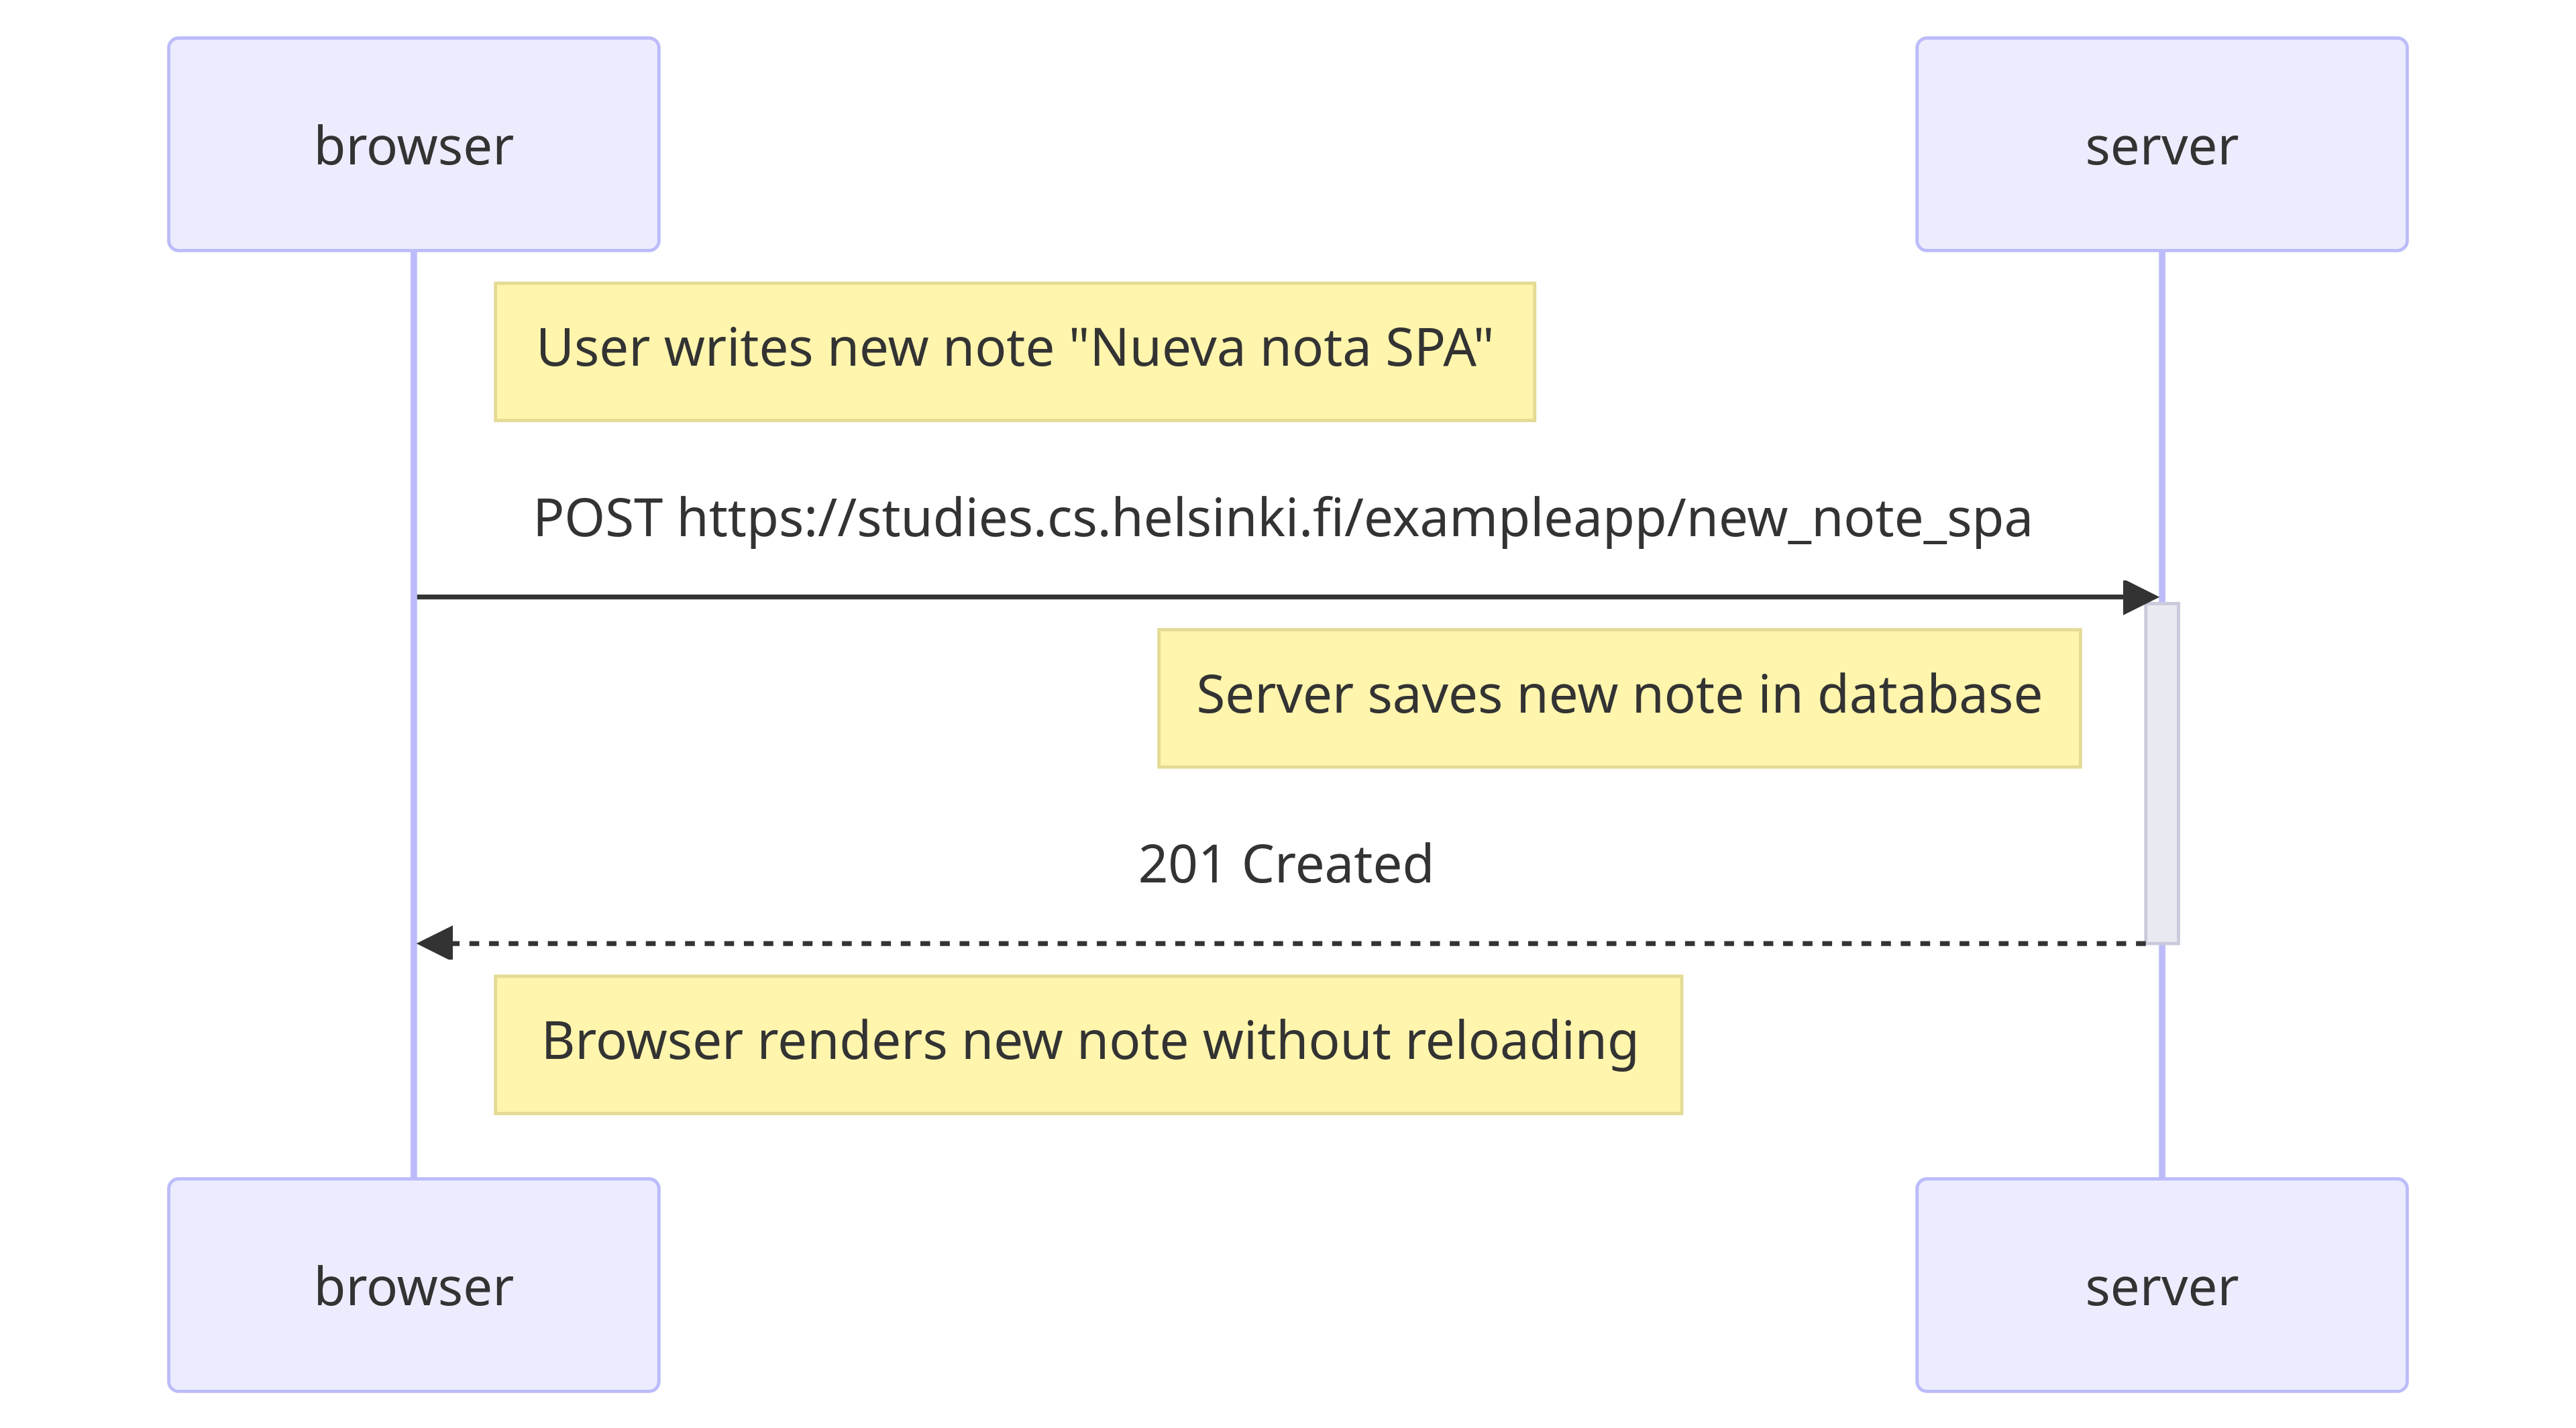 browser
server
User writes new note "Nueva nota SPA"
POST https://studies.cs.helsinki.fi/exampleapp/new_note_spa
Server saves new note in database
201 Created
Browser renders new note without reloading
browser
server